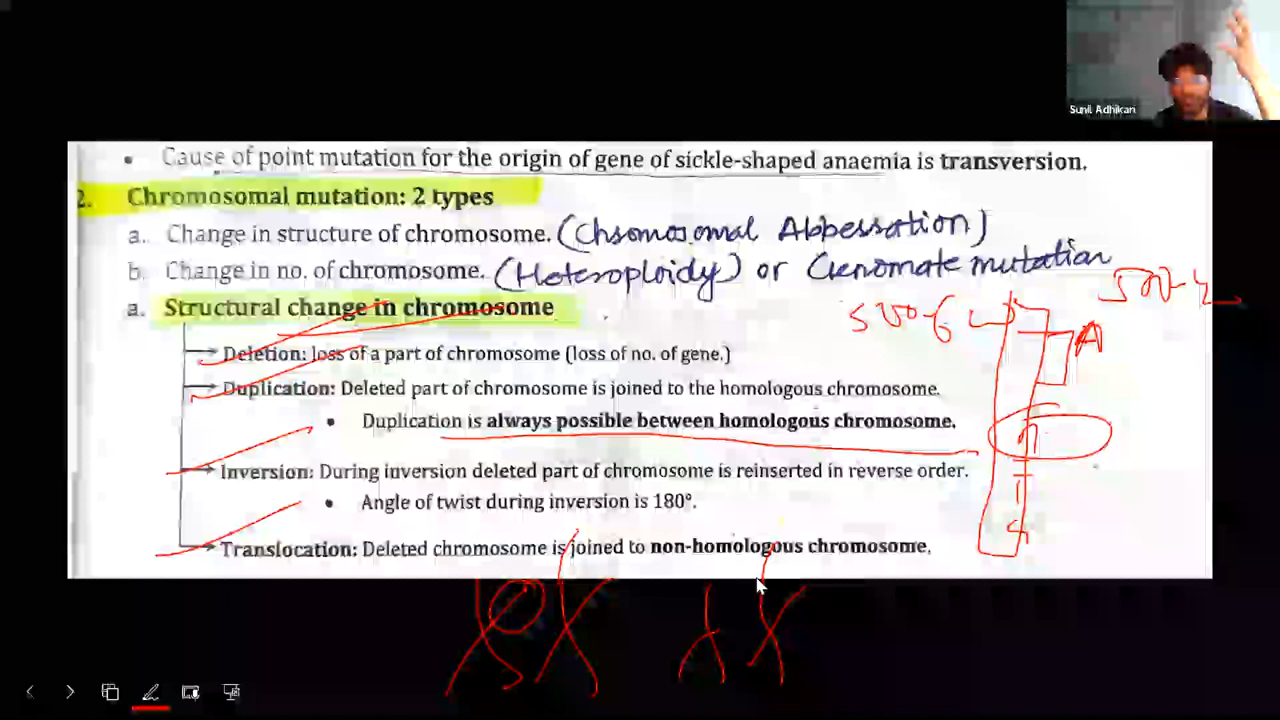 Sunil Adhikari
• Cause of point mutation for the origin of gene of sickle-shaped anaemia is transversion.
2. Chromosomal mutation: 2 types
a. Change in structure of chromosome. (Chromosomal Abberration)
b. Change in no. of chromosome. (Heteroploidy) or Genomate mutation
a. Structural change in chromosome
Deletion: loss of a part of chromosome (loss of no. of gene.)
Duplication: Deleted part of chromosome is joined to the homologous chromosome.
• Duplication is always possible between homologous chromosome.
Inversion: During inversion deleted part of chromosome is reinserted in reverse order.
• Angle of twist during inversion is 180°.
Translocation: Deleted chromosome is joined to non-homologous chromosome.
A